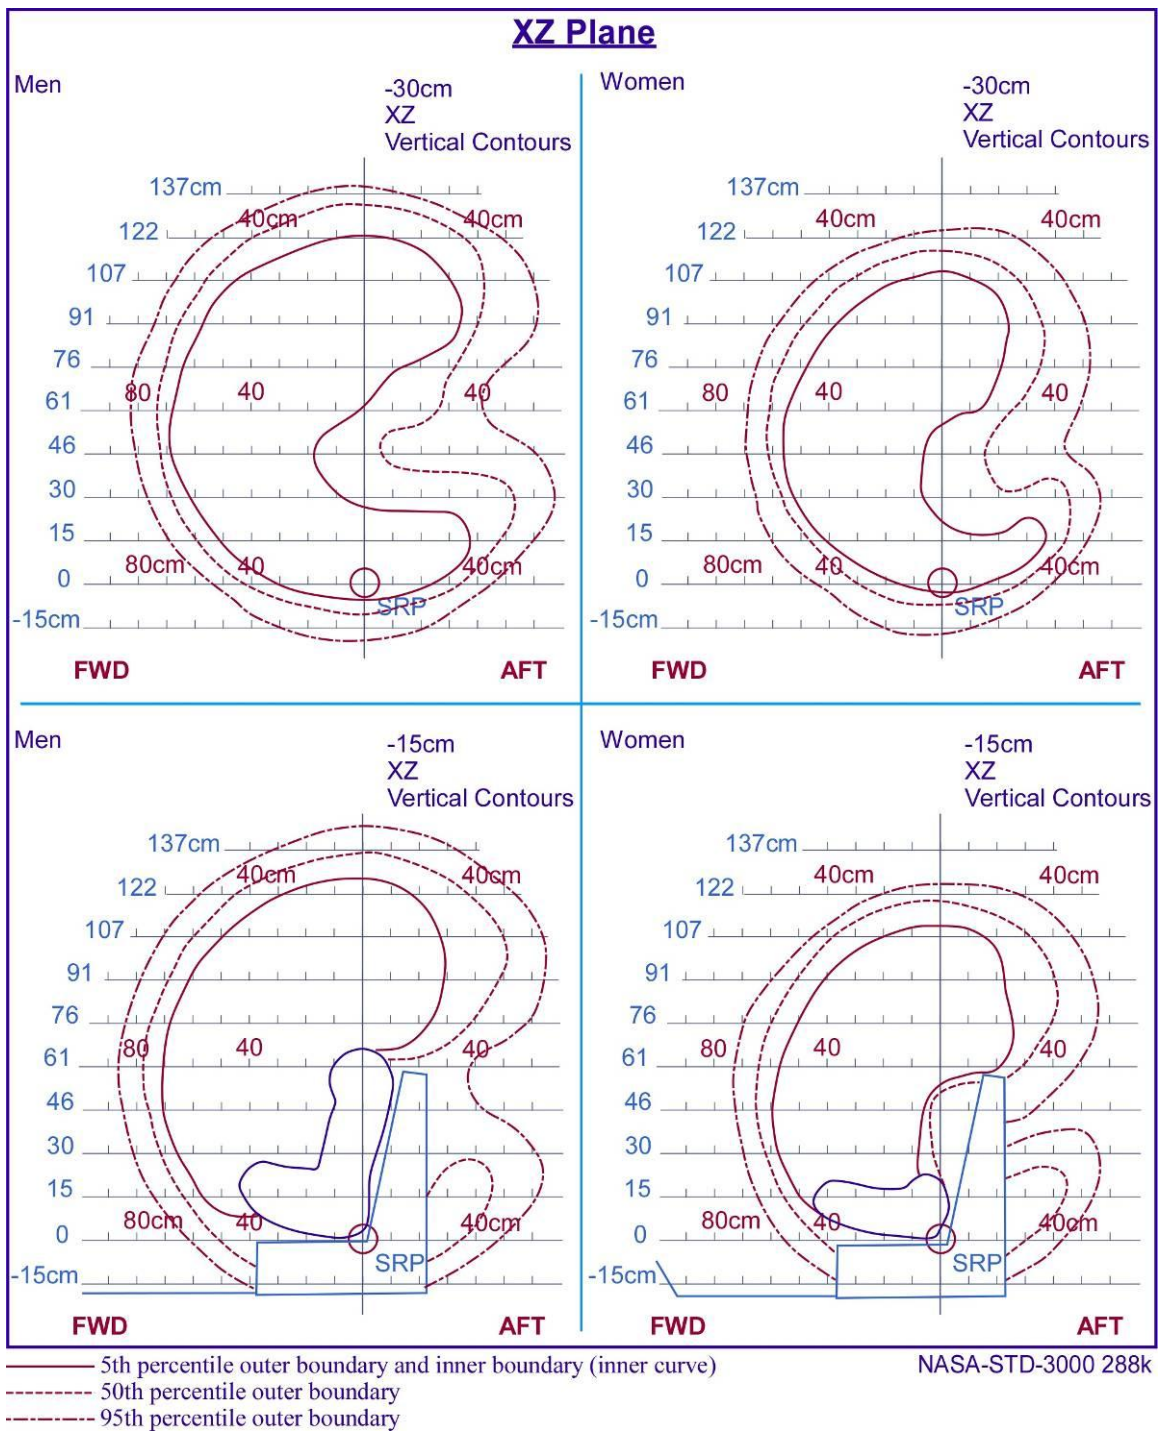 XZ Plane
Men
-30cm
XZ
Vertical Contours
137cm
40cm 40cm
122
107
91
76
80 40 40
61
46
30
15
80cm 40 40cm
0
SRP
-15cm
FWD AFT
Women
-30cm
XZ
Vertical Contours
137cm
40cm 40cm
122
107
91
76
80 40 40
61
46
30
15
80cm 40 40cm
0
SRP
-15cm
FWD AFT
Men
-15cm
XZ
Vertical Contours
137cm
40cm 40cm
122
107
91
76
80 40 40
61
46
30
15
80cm 40 40cm
0
SRP
-15cm
FWD AFT
Women
-15cm
XZ
Vertical Contours
137cm
40cm 40cm
122
107
91
76
80 40 40
61
46
30
15
80cm 40 40cm
0
SRP
-15cm
FWD AFT
5th percentile outer boundary and inner boundary (inner curve)
NASA-STD-3000 288k
50th percentile outer boundary
95th percentile outer boundary